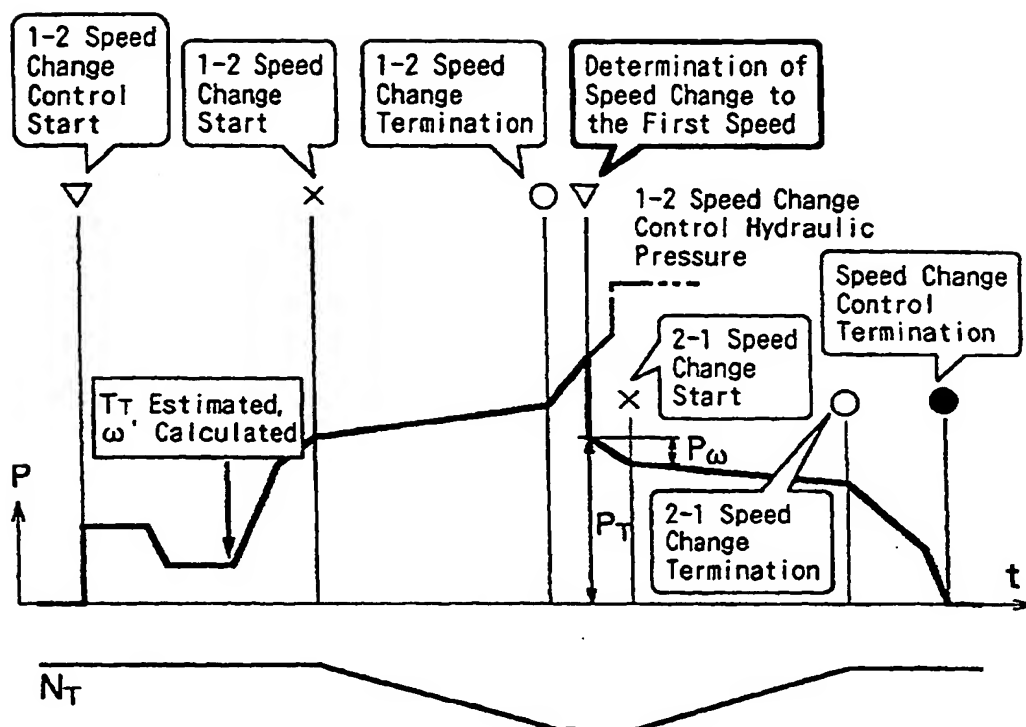 1-2 Speed
Change
Control
Start
1-2 Speed
Change
Start
1-2 Speed
Change
Termination
Determination of
Speed Change to
the First Speed
1-2 Speed Change
Control Hydraulic
Pressure
Speed Change
Control
Termination
2-1 Speed
Change
Start
TT Estimated,
ω' Calculated
P
Pω
PT
2-1 Speed
Change
Termination
t
NT